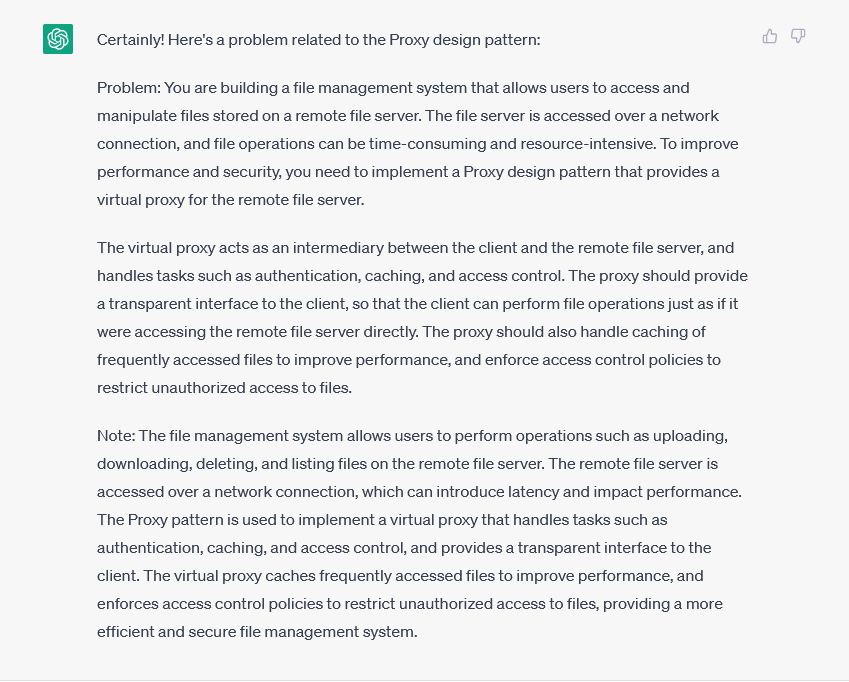 Certainly! Here's a problem related to the Proxy design pattern:
Problem: You are building a file management system that allows users to access and
manipulate files stored on a remote file server. The file server is accessed over a network
connection, and file operations can be time-consuming and resource-intensive. To improve
performance and security, you need to implement a Proxy design pattern that provides a
virtual proxy for the remote file server.
The virtual proxy acts as an intermediary between the client and the remote file server, and
handles tasks such as authentication, caching, and access control. The proxy should provide
a transparent interface to the client, so that the client can perform file operations just as if it
were accessing the remote file server directly. The proxy should also handle caching of
frequently accessed files to improve performance, and enforce access control policies to
restrict unauthorized access to files.
Note: The file management system allows users to perform operations such as uploading,
downloading, deleting, and listing files on the remote file server. The remote file server is
accessed over a network connection, which can introduce latency and impact performance.
The Proxy pattern is used to implement a virtual proxy that handles tasks such as
authentication, caching, and access control, and provides a transparent interface to the
client. The virtual proxy caches frequently accessed files to improve performance, and
enforces access control policies to restrict unauthorized access to files, providing a more
efficient and secure file management system.